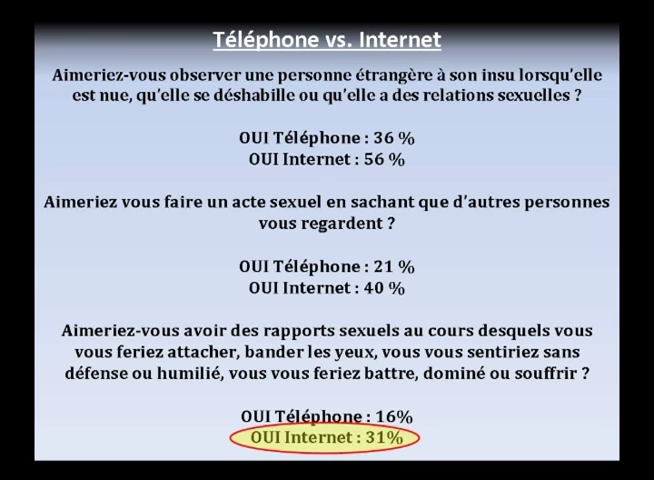 Téléphone vs. Internet
Aimeriez-vous observer une personne étrangère à son insu lorsqu'elle
est nue, qu'elle se déshabille ou qu'elle a des relations sexuelles ?
OUI Téléphone : 36 %
OUI Internet : 56 %
Aimeriez vous faire un acte sexuel en sachant que d'autres personnes
vous regardent ?
OUI Téléphone : 21 %
OUI Internet : 40 %
Aimeriez-vous avoir des rapports sexuels au cours desquels vous
vous feriez attacher, bander les yeux, vous vous sentiriez sans
défense ou humilié, vous vous feriez battre, dominé ou souffrir ?
OUI Téléphone : 16%
OUI Internet : 31%